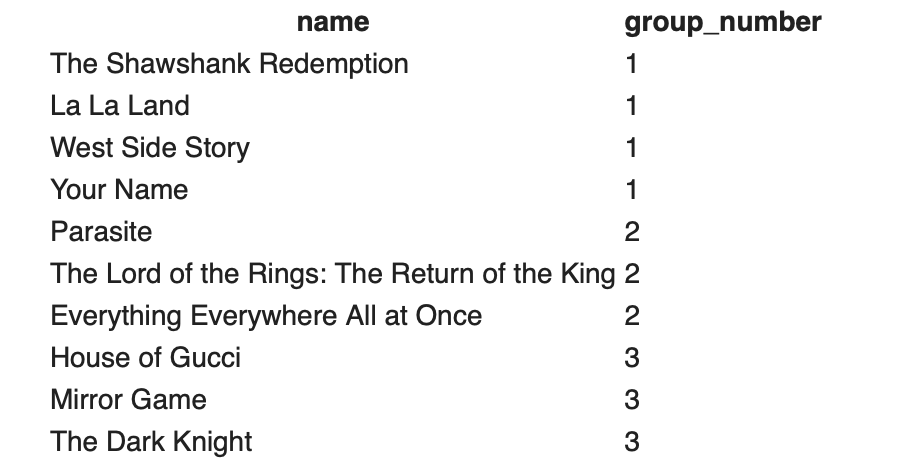 name group_number
The Shawshank Redemption 1
La La Land 1
West Side Story 1
Your Name 1
Parasite 2
The Lord of the Rings: The Return of the King 2
Everything Everywhere All at Once 2
House of Gucci 3
Mirror Game 3
The Dark Knight 3